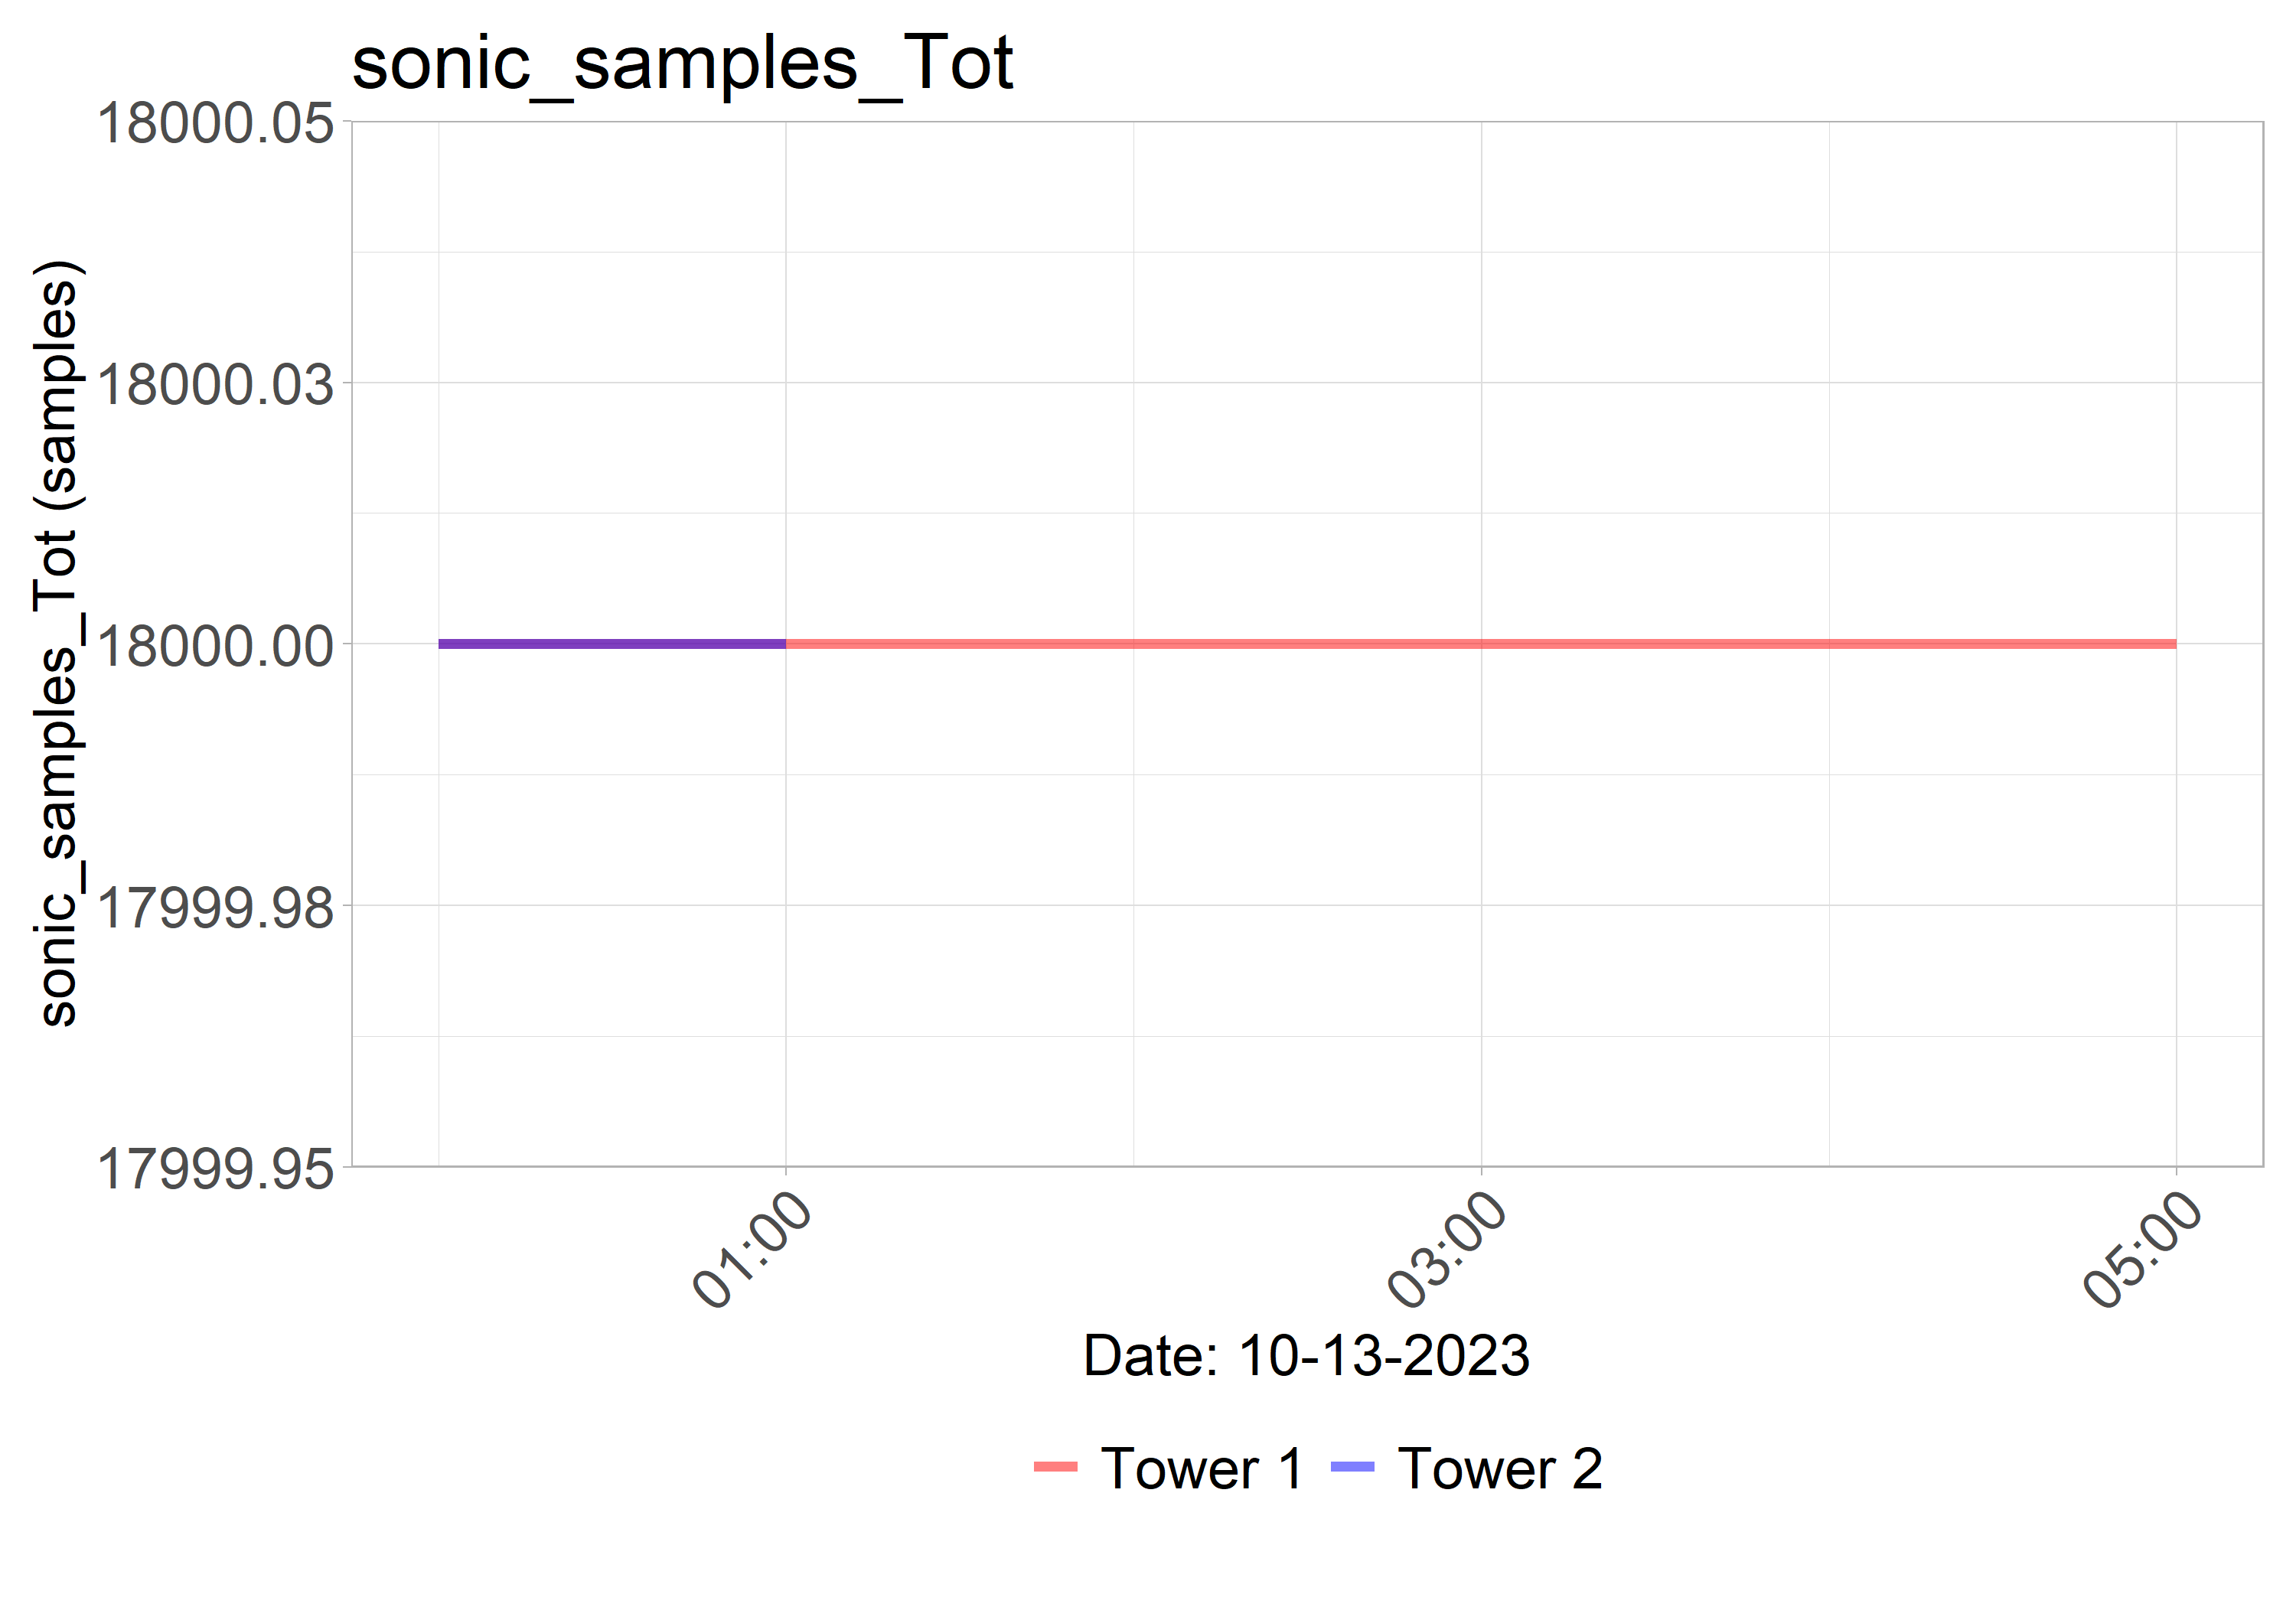 sonic_samples_Tot
sonic_samples_Tot (samples)
18000.05
18000.03
18000.00
17999.98
17999.95
01:00
03:00
05:00
Date: 10-13-2023
Tower 1
Tower 2